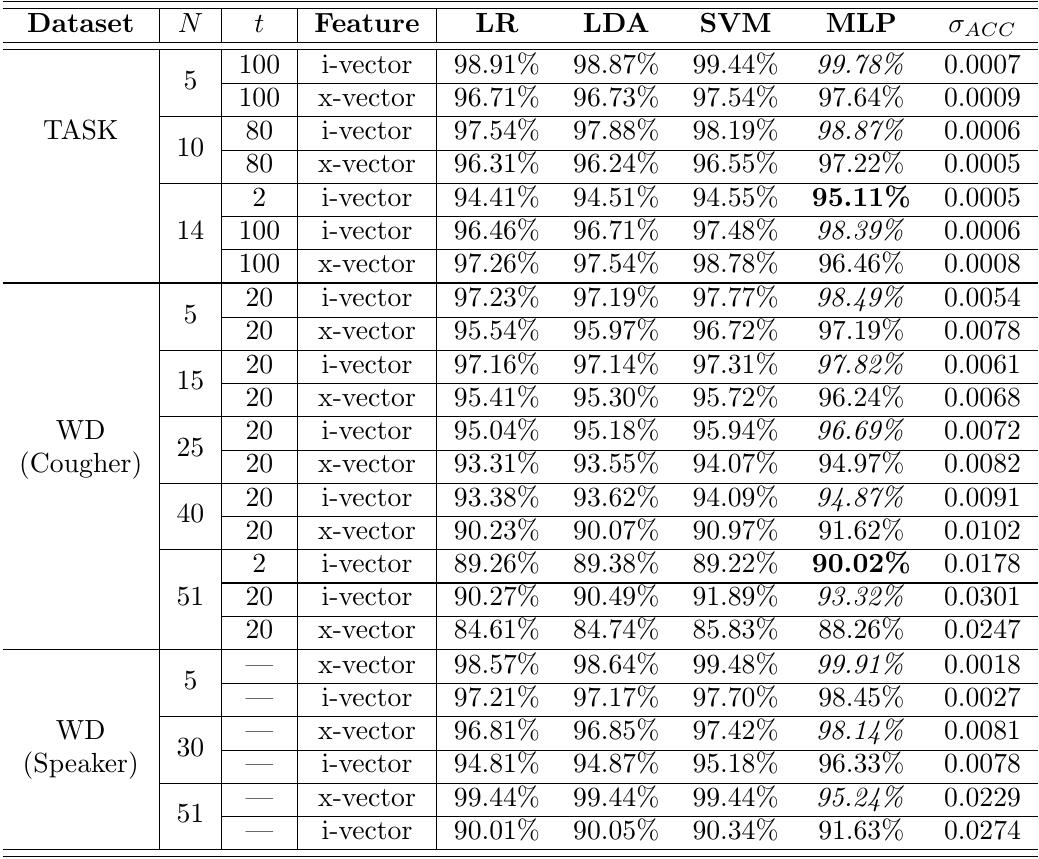 Dataset N t Feature LR LDA SVM MLP σACC
TASK
5
100 i-vector 98.91% 98.87% 99.44% 99.78% 0.0007
100 x-vector 96.71% 96.73% 97.54% 97.64% 0.0009
10
80 i-vector 97.54% 97.88% 98.19% 98.87% 0.0006
80 x-vector 96.31% 96.24% 96.55% 97.22% 0.0005
14
2 i-vector 94.41% 94.51% 94.55% 95.11% 0.0005
100 i-vector 96.46% 96.71% 97.48% 98.39% 0.0006
100 x-vector 97.26% 97.54% 98.78% 96.46% 0.0008
WD
(Cougher)
5
20 i-vector 97.23% 97.19% 97.77% 98.49% 0.0054
20 x-vector 95.54% 95.97% 96.72% 97.19% 0.0078
15
20 i-vector 97.16% 97.14% 97.31% 97.82% 0.0061
20 x-vector 95.41% 95.30% 95.72% 96.24% 0.0068
25
20 i-vector 95.04% 95.18% 95.94% 96.69% 0.0072
20 x-vector 93.31% 93.55% 94.07% 94.97% 0.0082
40
20 i-vector 93.38% 93.62% 94.09% 94.87% 0.0091
20 x-vector 90.23% 90.07% 90.97% 91.62% 0.0102
51
2 i-vector 89.26% 89.38% 89.22% 90.02% 0.0178
20 i-vector 90.27% 90.49% 91.89% 93.32% 0.0301
20 x-vector 84.61% 84.74% 85.83% 88.26% 0.0247
WD
(Speaker)
5
— x-vector 98.57% 98.64% 99.48% 99.91% 0.0018
— i-vector 97.21% 97.17% 97.70% 98.45% 0.0027
30
— x-vector 96.81% 96.85% 97.42% 98.14% 0.0081
— i-vector 94.81% 94.87% 95.18% 96.33% 0.0078
51
— x-vector 99.44% 99.44% 99.44% 95.24% 0.0229
— i-vector 90.01% 90.05% 90.34% 91.63% 0.0274